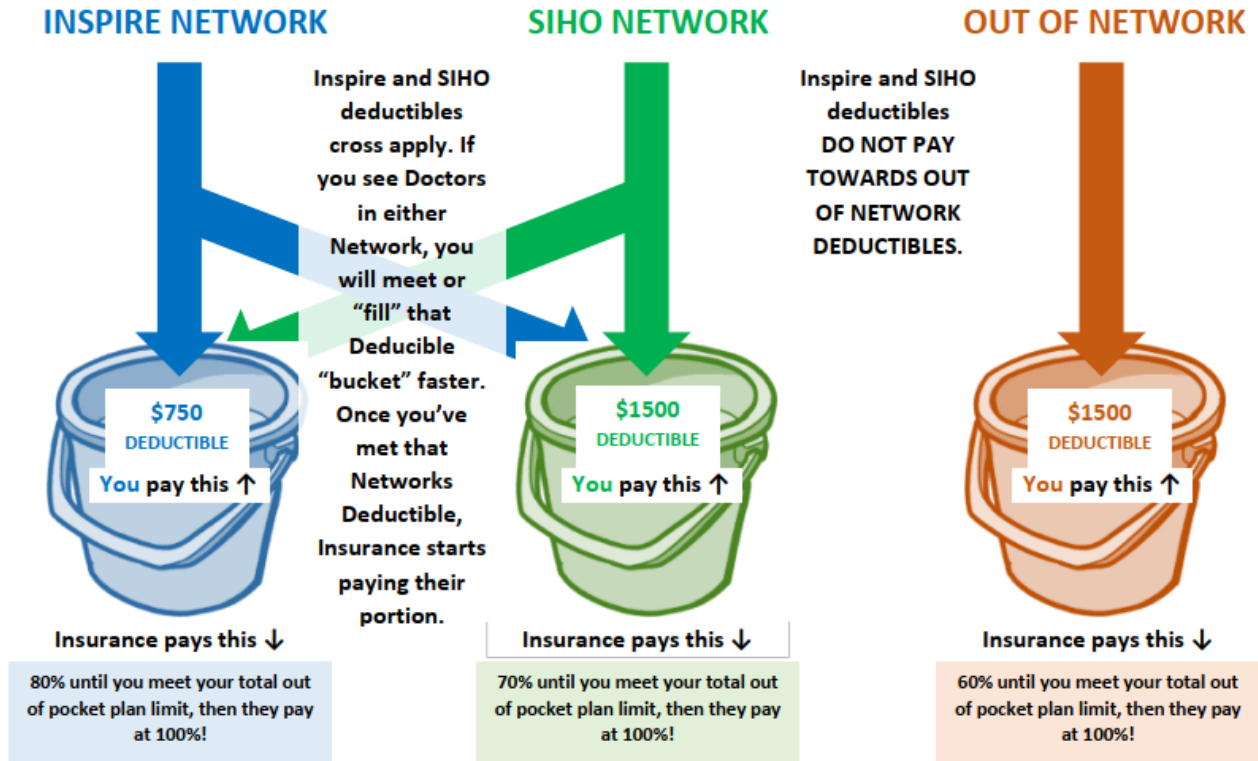 INSPIRE NETWORK
SIHO NETWORK
OUT OF NETWORK
Inspire and SIHO
deductibles
cross apply. If
you see Doctors
in either
Network, you
will meet or
“fill” that
Deducible
“bucket” faster.
Once you’ve
met that
Networks
Deductible,
Insurance starts
paying their
portion.
Inspire and SIHO
deductibles
DO NOT PAY
TOWARDS OUT
OF NETWORK
DEDUCTIBLES.
$750
DEDUCTIBLE
You pay this ↑
$1500
DEDUCTIBLE
You pay this ↑
$1500
DEDUCTIBLE
You pay this ↑
Insurance pays this ↓
80% until you meet your total out
of pocket plan limit, then they pay
at 100%!
Insurance pays this ↓
70% until you meet your total out
of pocket plan limit, then they pay
at 100%!
Insurance pays this ↓
60% until you meet your total out
of pocket plan limit, then they pay
at 100%!